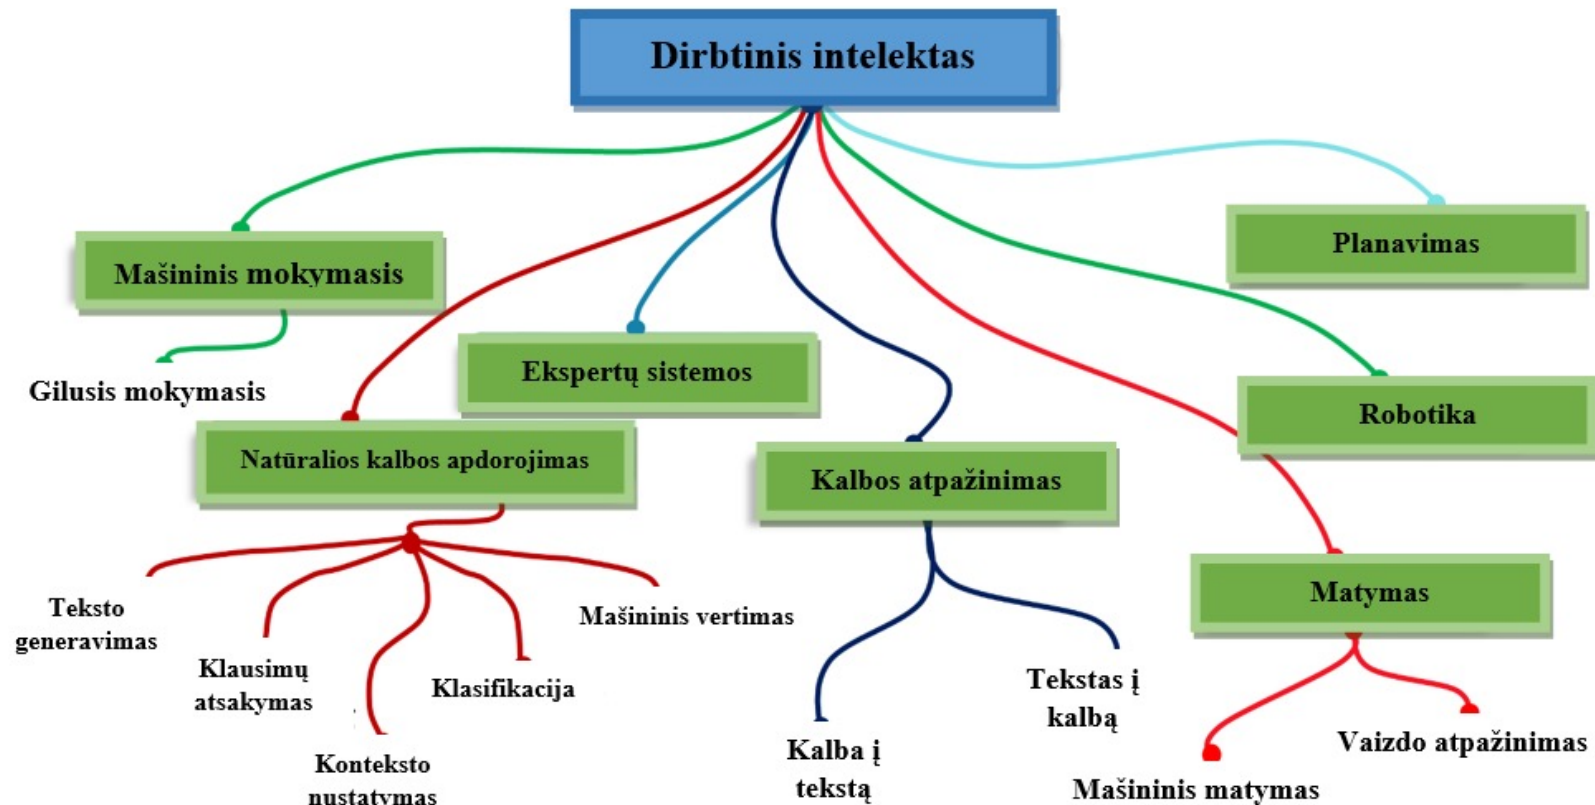 Dirbtinis intelektas
Planavimas
Mašininis mokymasis
Ekspertų sistemos
Gilusis mokymasis
Robotika
Natūralios kalbos apdorojimas
Kalbos atpažinimas
Matymas
Teksto
generavimas
Mašininis vertimas
Klausimų
atsakymas
Klasifikacija
Tekstas į
kalbą
Konteksto
nustatymas
Kalba į
tekstą
Vaizdo atpažinimas
Mašininis matymas